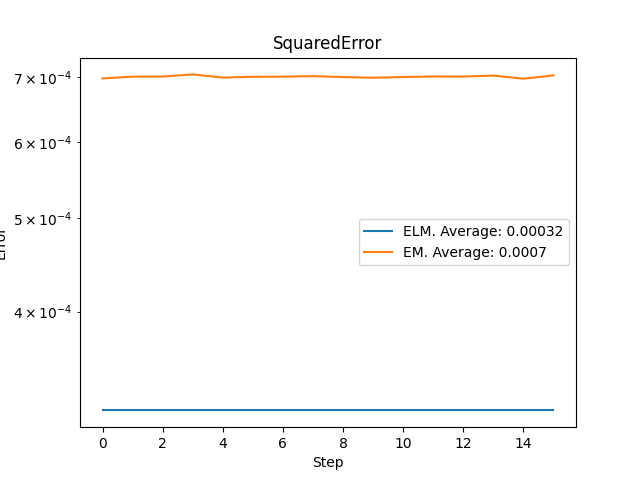 SquaredError
7 × 10⁻⁴
6 × 10⁻⁴
5 × 10⁻⁴
4 × 10⁻⁴
Error
ELM. Average: 0.00032
EM. Average: 0.0007
0 2 4 6 8 10 12 14
Step